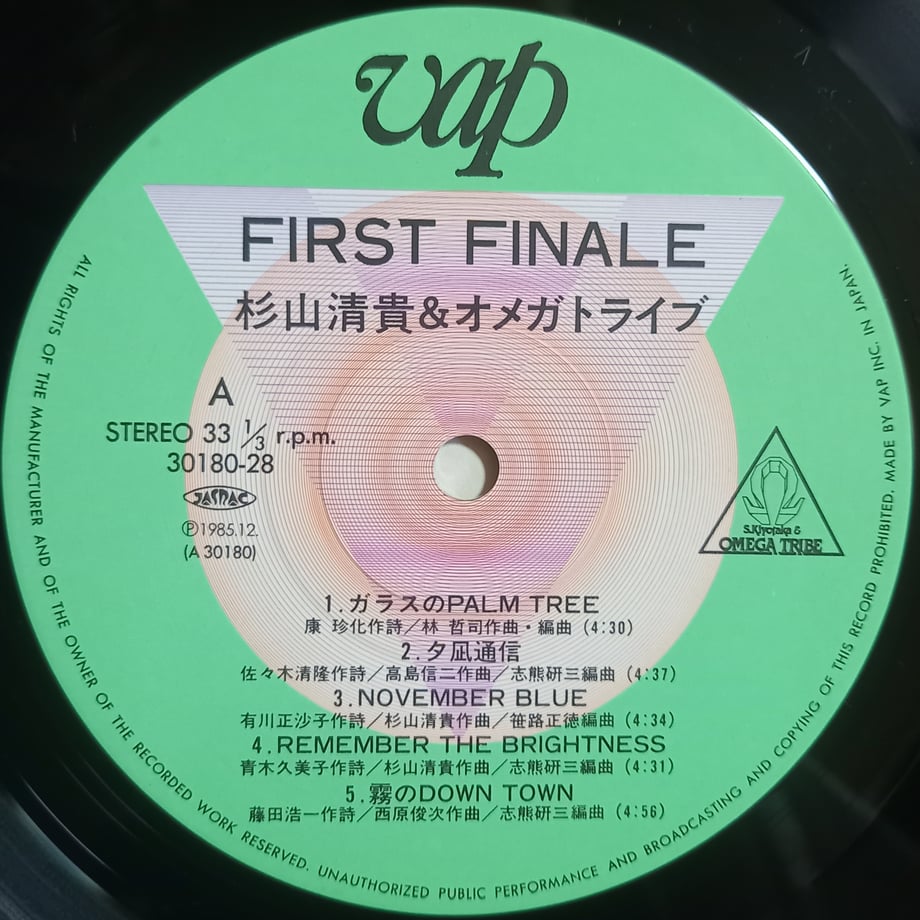 vap
FIRST FINALE
杉山清貴&オメガトライブ
A
STEREO 33 1/3 r.p.m.
30180-28
JASRAC
Ⓟ1985.12.
(A 30180)
S.Kiyotaka &
OMEGA TRIBE
1.ガラスのPALM TREE
康 珍化作詩／林 哲司作曲・編曲 (4:30)
2.夕凪通信
佐々木清隆作詩／高島信二作曲／志熊研三編曲 (4:37)
3.NOVEMBER BLUE
有川正沙子作詩／杉山清貴作曲／笹路正徳編曲 (4:34)
4.REMEMBER THE BRIGHTNESS
青木久美子作詩／杉山清貴作曲／志熊研三編曲 (4:31)
5.霧のDOWN TOWN
藤田浩一作詩／西原俊次作曲／志熊研三編曲 (4:56)
ALL RIGHTS OF THE MANUFACTURER AND OF THE OWNER OF THE RECORDED WORK RESERVED. UNAUTHORIZED PUBLIC PERFORMANCE AND BROADCASTING AND COPYING OF THIS RECORD PROHIBITED. MADE BY VAP INC. IN JAPAN.